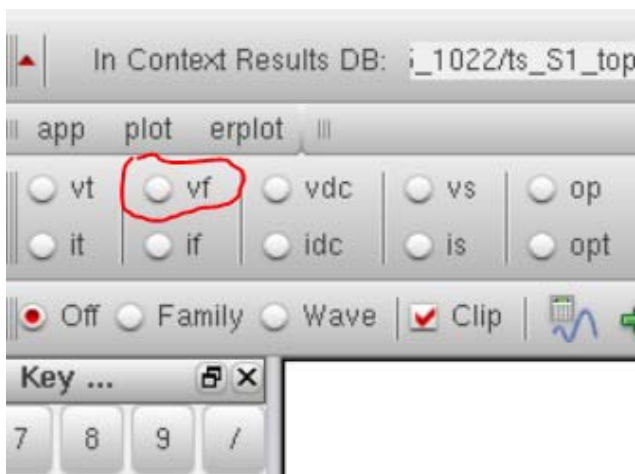 In Context Results DB: 5_1022/ts_S1_top
app plot erplot
vt vf vdc vs op
it if idc is opt
Off Family Wave Clip
Key ...
7 8 9 /